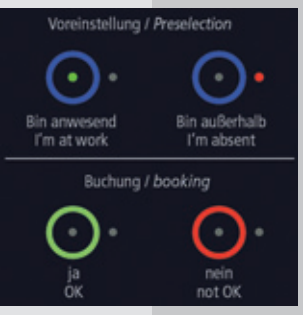 Voreinstellung / Preselection
Bin anwesend
I'm at work
Bin außerhalb
I'm absent
Buchung / booking
ja
OK
nein
not OK